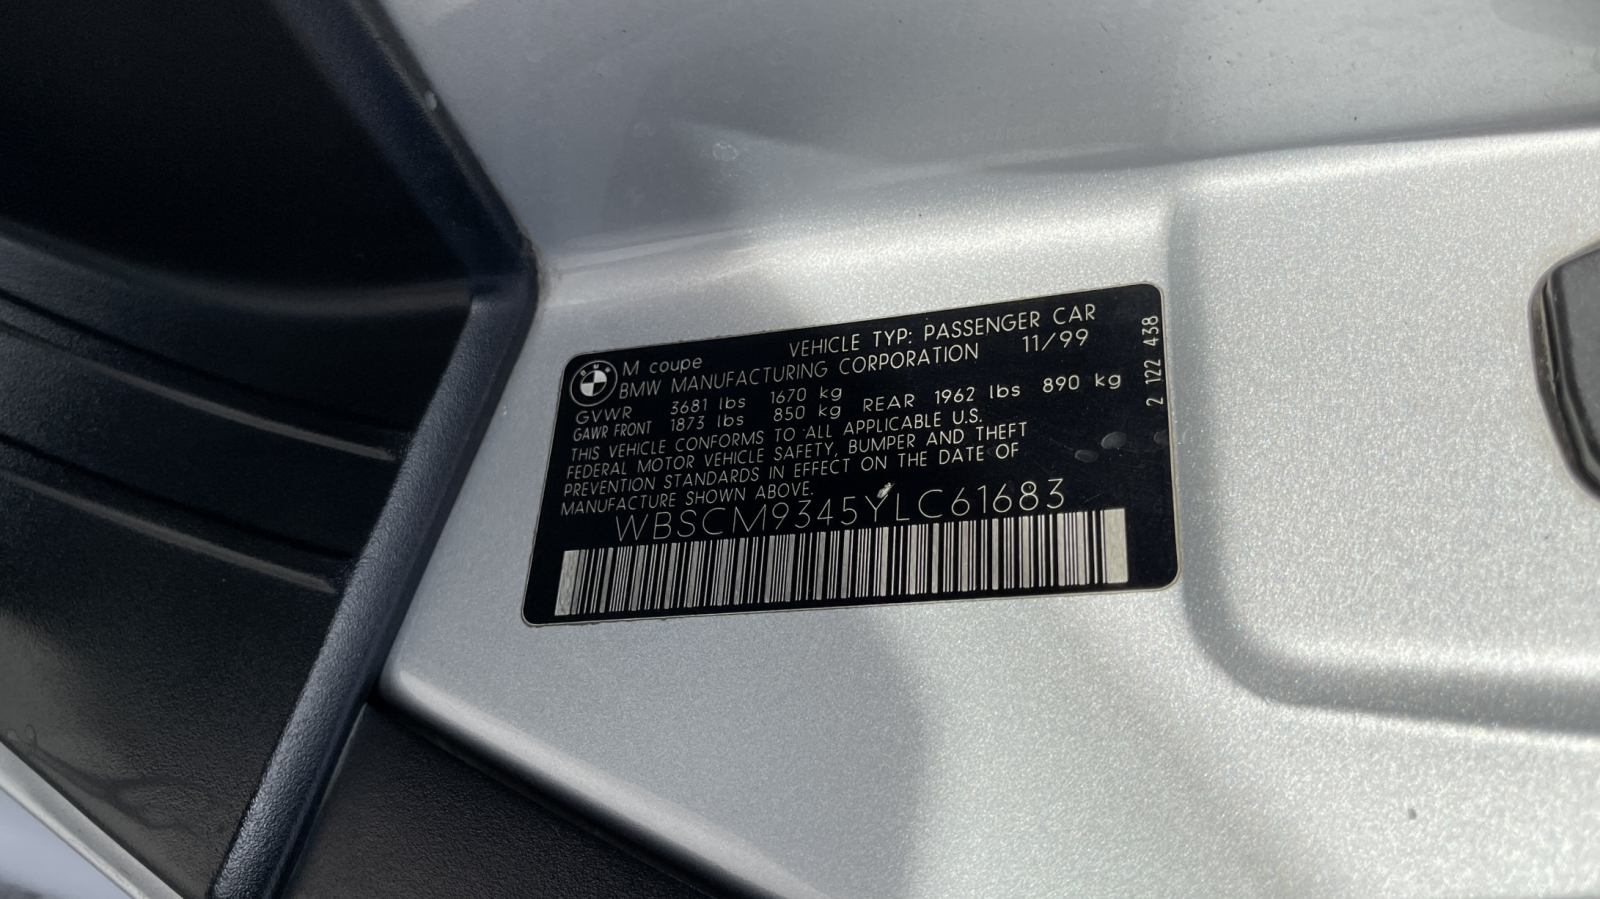 BMW
M coupe
VEHICLE TYP: PASSENGER CAR
BMW MANUFACTURING CORPORATION 11/99
GVWR 3681 lbs 1670 kg
GAWR FRONT 1873 lbs 850 kg REAR 1962 lbs 890 kg
THIS VEHICLE CONFORMS TO ALL APPLICABLE U.S.
FEDERAL MOTOR VEHICLE SAFETY, BUMPER AND THEFT
PREVENTION STANDARDS IN EFFECT ON THE DATE OF
MANUFACTURE SHOWN ABOVE.
WBSCM9345YLC61683
2 122 438